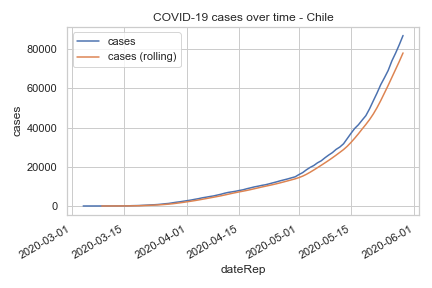 COVID-19 cases over time - Chile
cases
cases (rolling)
80000
60000
40000
20000
0
cases
2020-03-01
2020-03-15
2020-04-01
2020-04-15
2020-05-01
2020-05-15
2020-06-01
dateRep